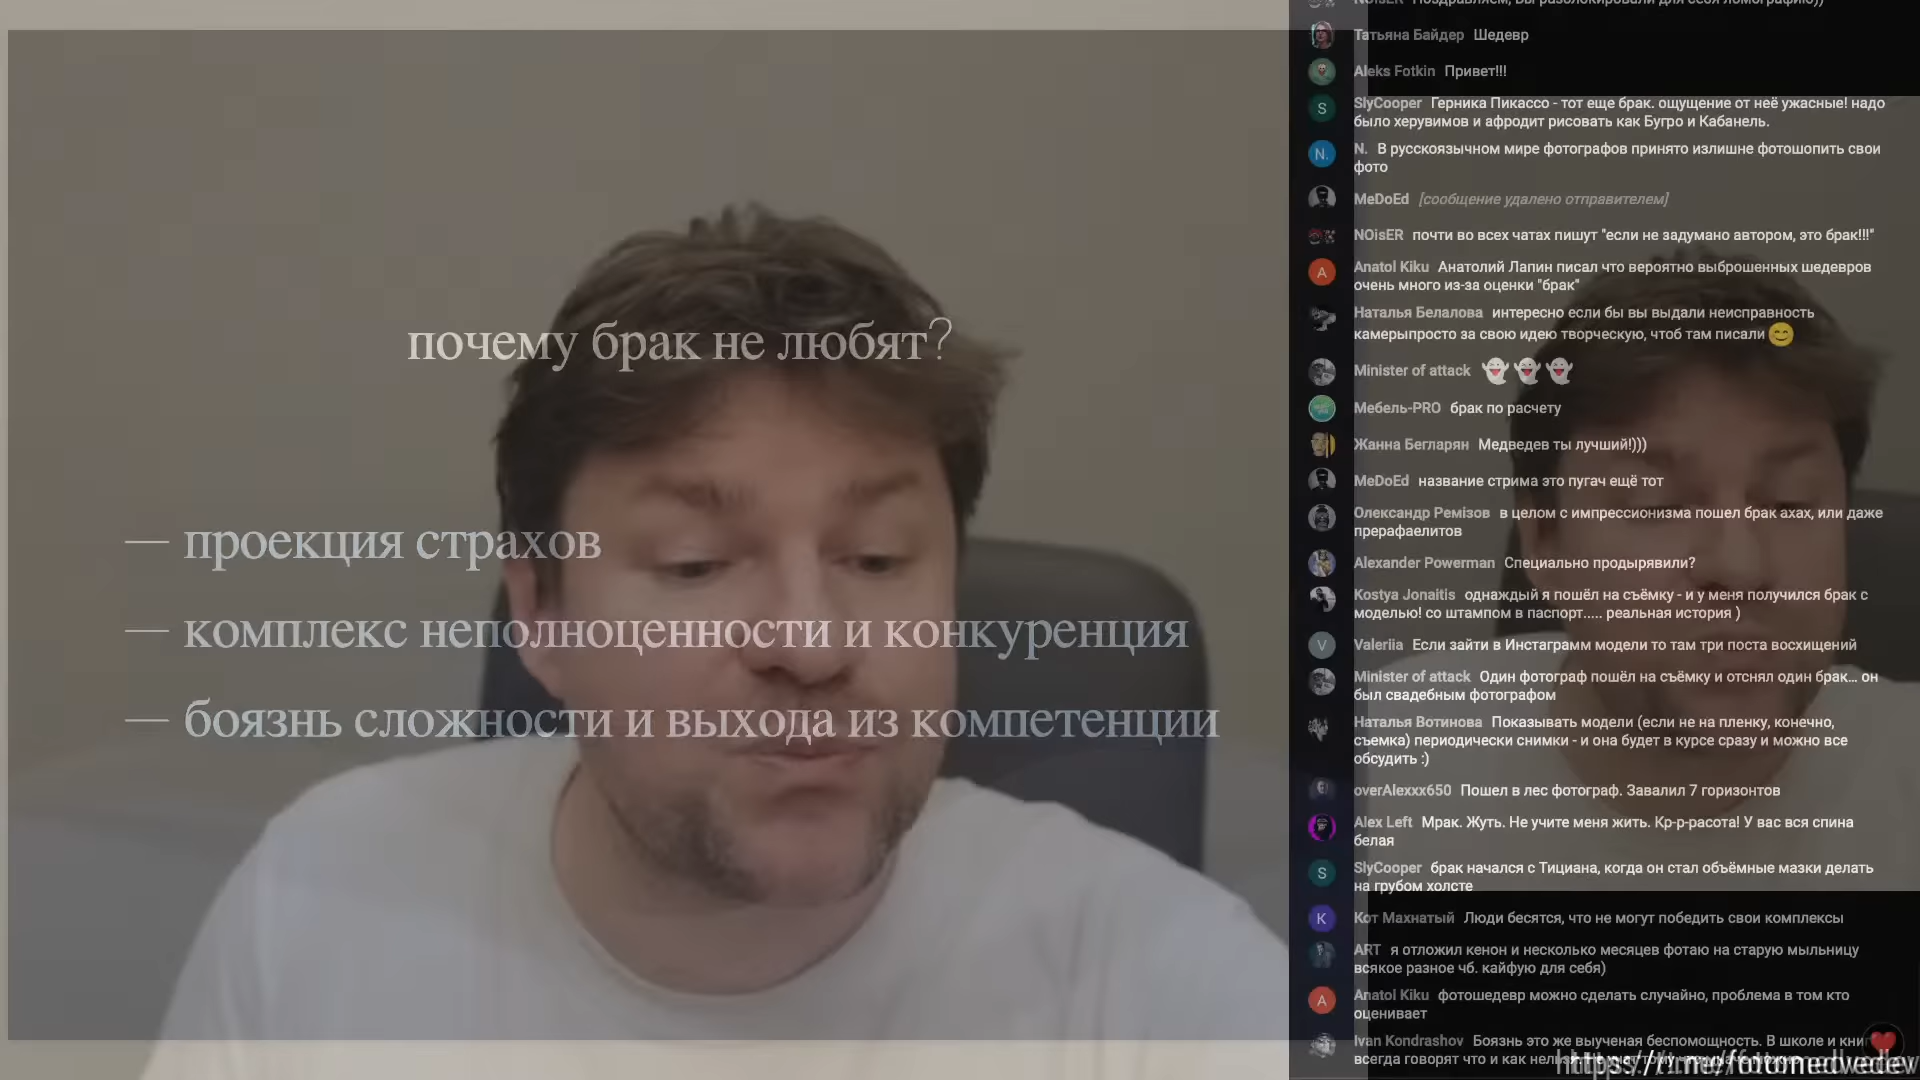 почему брак не любят?
— проекция страхов
— комплекс неполноценности и конкуренция
— боязнь сложности и выхода из компетенции
Татьяна Байдер Шедевр
Aleks Fotkin Привет!!!
S
SlyCooper Герника Пикассо - тот еще брак. ощущение от неё ужасные! надо
было херувимов и афродит рисовать как Бугро и Кабанель.
N.
N. В русскоязычном мире фотографов принято излишне фотошопить свои
фото
MeDoEd [сообщение удалено отправителем]
NOisER почти во всех чатах пишут "если не задумано автором, это брак!!!"
A
Anatol Kiku Анатолий Лапин писал что вероятно выброшенных шедевров
очень много из-за оценки "брак"
Наталья Белалова интересно если бы вы выдали неисправность
камерыпросто за свою идею творческую, чтоб там писали 😊
Minister of attack 👻👻👻
Мебель-PRO брак по расчету
Жанна Бегларян Медведев ты лучший!)))
MeDoEd название стрима это пугач ещё тот
Олександр Ремізов в целом с импрессионизма пошел брак ахах, или даже
прерафаелитов
Alexander Powerman Специально продырявили?
Kostya Jonaitis однаждый я пошёл на съёмку - и у меня получился брак с
моделью! со штампом в паспорт..... реальная история )
V
Valeriia Если зайти в Инстаграмм модели то там три поста восхищений
Minister of attack Один фотограф пошёл на съёмку и отснял один брак... он
был свадебным фотографом
Наталья Вотинова Показывать модели (если не на пленку, конечно,
съемка) периодически снимки - и она будет в курсе сразу и можно все
обсудить :)
overAlexxx650 Пошел в лес фотограф. Завалил 7 горизонтов
Alex Left Мрак. Жуть. Не учите меня жить. Кр-р-расота! У вас вся спина
белая
S
SlyCooper брак начался с Тициана, когда он стал объёмные мазки делать
на грубом холсте
К
Кот Махнатый Люди бесятся, что не могут победить свои комплексы
ART я отложил кенон и несколько месяцев фотаю на старую мыльницу
всякое разное чб. кайфую для себя)
A
Anatol Kiku фотошедевр можно сделать случайно, проблема в том кто
оценивает
Ivan Kondrashov Боязнь это же выученая беспомощность. В школе и
всегда говорят что и как
https://t.me/fotomedvedev